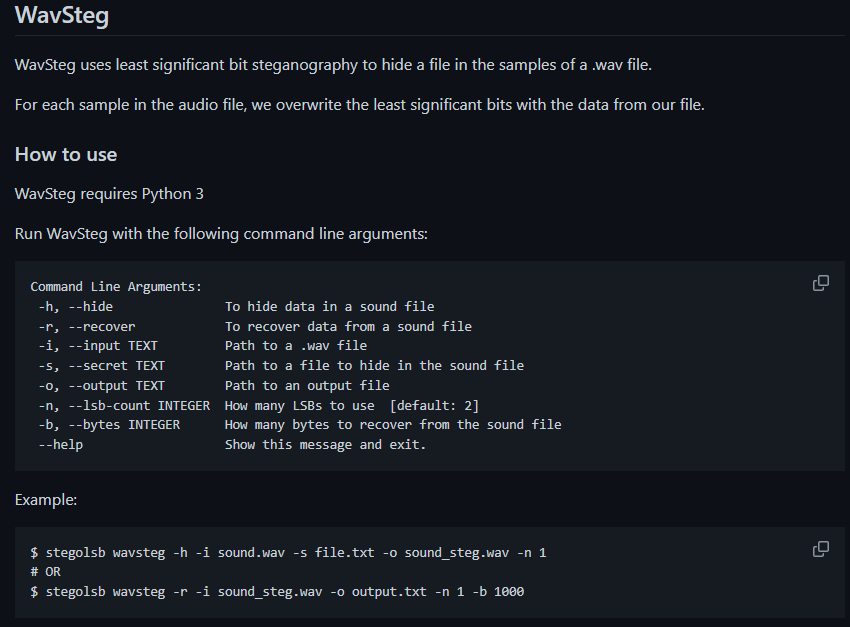 WavSteg
WavSteg uses least significant bit steganography to hide a file in the samples of a .wav file.
For each sample in the audio file, we overwrite the least significant bits with the data from our file.
How to use
WavSteg requires Python 3
Run WavSteg with the following command line arguments:
Command Line Arguments:
-h, --hide To hide data in a sound file
-r, --recover To recover data from a sound file
-i, --input TEXT Path to a .wav file
-s, --secret TEXT Path to a file to hide in the sound file
-o, --output TEXT Path to an output file
-n, --lsb-count INTEGER How many LSBs to use [default: 2]
-b, --bytes INTEGER How many bytes to recover from the sound file
--help Show this message and exit.
Example:
$ stegolsb wavsteg -h -i sound.wav -s file.txt -o sound_steg.wav -n 1
# OR
$ stegolsb wavsteg -r -i sound_steg.wav -o output.txt -n 1 -b 1000